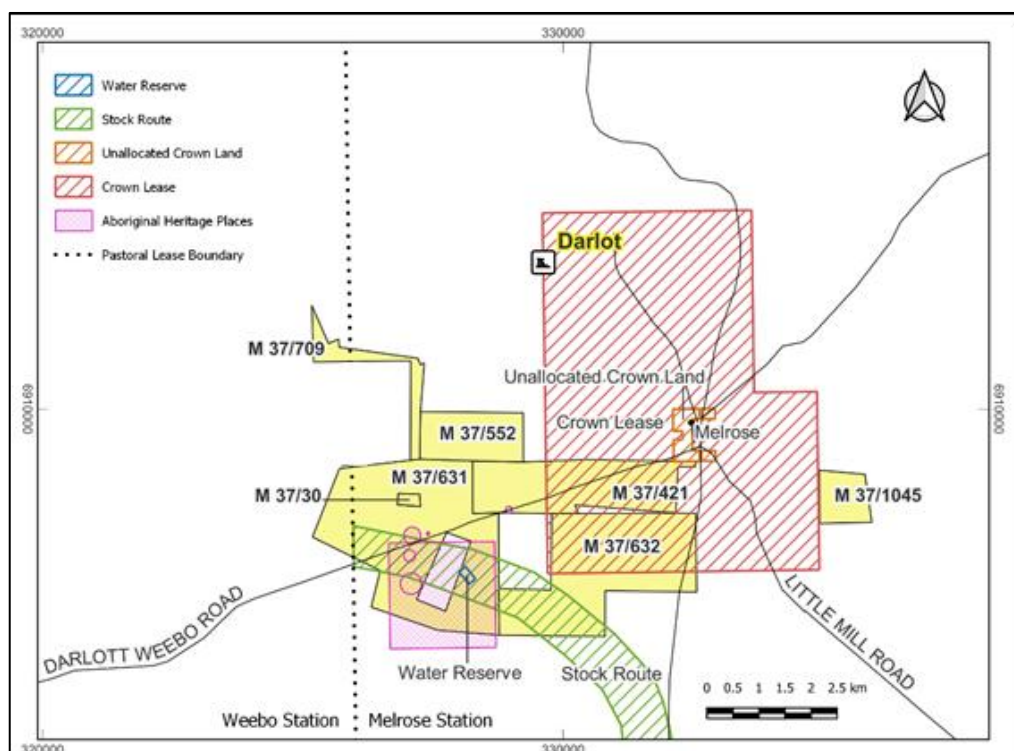 320000
330000
Water Reserve
Stock Route
Unallocated Crown Land
Crown Lease
Aboriginal Heritage Places
Pastoral Lease Boundary
Darlot
M 37/709
Unallocated Crown Land
6910000
6910000
Crown Lease
Melrose
M 37/552
M 37/631
M 37/30
M 37/421
M 37/1045
M 37/632
DARLOTT WEEBO ROAD
LITTLE MILL ROAD
Water Reserve
Stock Route
0 0.5 1 1.5 2 2.5 km
Weebo Station
Melrose Station
320000
330000